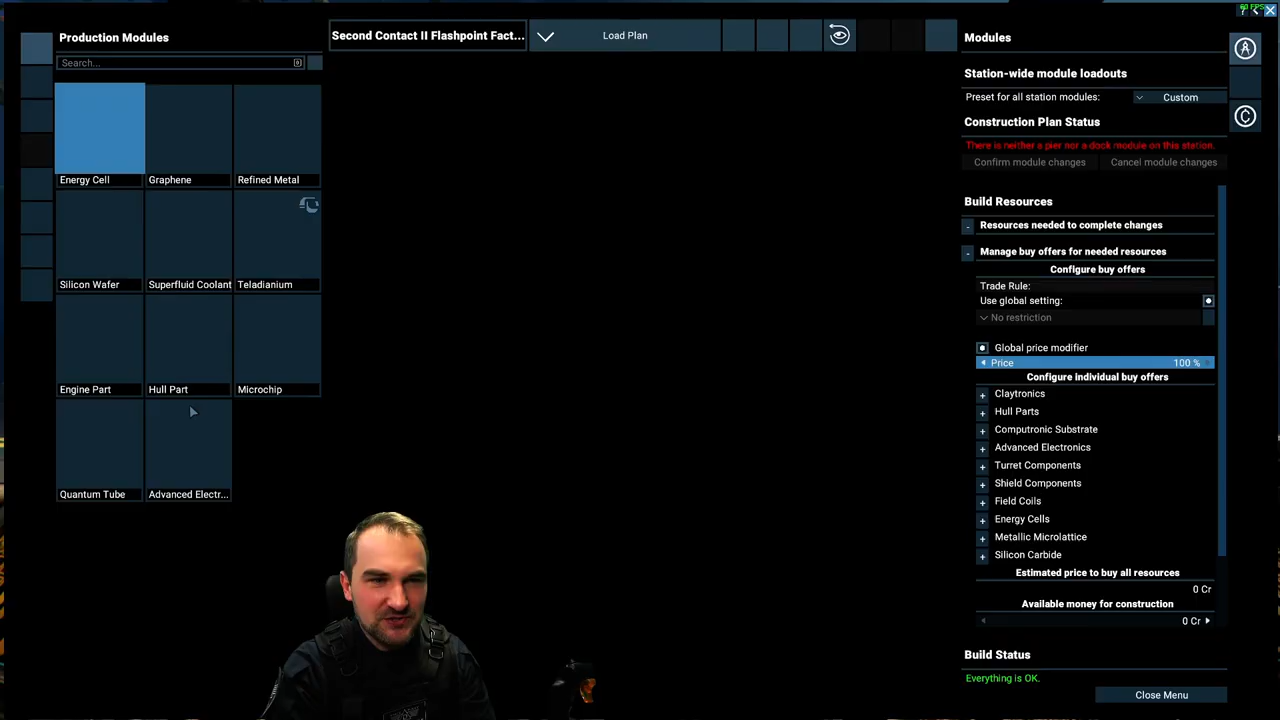 60 FPS
?
Production Modules
Search...
Energy Cell
Graphene
Refined Metal
Silicon Wafer
Superfluid Coolant
Teladianium
Engine Part
Hull Part
Microchip
Quantum Tube
Advanced Electr...
Second Contact II Flashpoint Fact...
Load Plan
Modules
Station-wide module loadouts
Preset for all station modules:
Custom
Construction Plan Status
There is neither a pier nor a dock module on this station.
Confirm module changes
Cancel module changes
Build Resources
- Resources needed to complete changes
- Manage buy offers for needed resources
Configure buy offers
Trade Rule:
Use global setting:
No restriction
Global price modifier
Price 100 %
Configure individual buy offers
+ Claytronics
+ Hull Parts
+ Computronic Substrate
+ Advanced Electronics
+ Turret Components
+ Shield Components
+ Field Coils
+ Energy Cells
+ Metallic Microlattice
+ Silicon Carbide
Estimated price to buy all resources
0 Cr
Available money for construction
0 Cr
Build Status
Everything is OK.
Close Menu